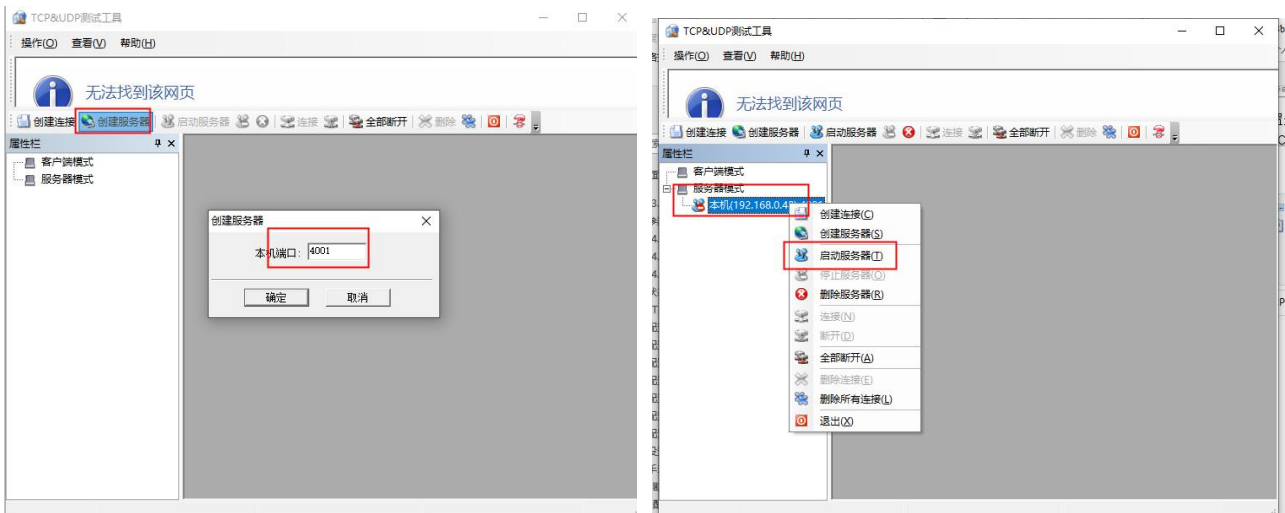 TCP&UDP测试工具
操作(O) 查看(V) 帮助(H)
无法找到该网页
创建连接 创建服务器 启动服务器 连接 全部断开 删除
属性栏
客户端模式
服务器模式
创建服务器
本机端口: 4001
确定 取消
TCP&UDP测试工具
操作(O) 查看(V) 帮助(H)
无法找到该网页
创建连接 创建服务器 启动服务器 连接 全部断开 删除
属性栏
客户端模式
服务器模式
本机(192.168.0.4
创建连接(C)
创建服务器(S)
启动服务器(T)
停止服务器(O)
删除服务器(R)
连接(N)
断开(D)
全部断开(A)
删除连接(E)
删除所有连接(L)
退出(X)